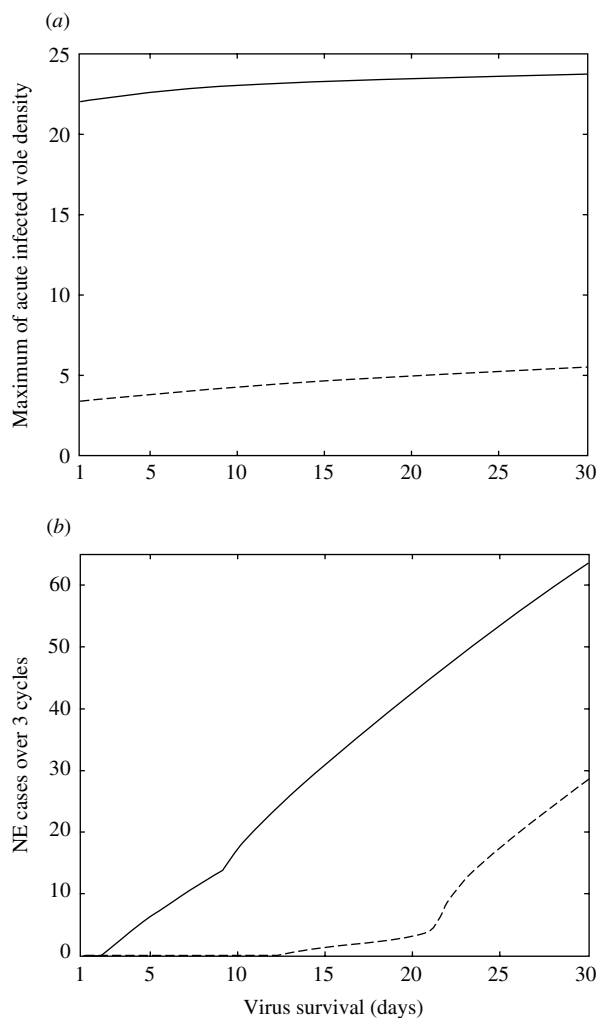 (a)
25
20
15
10
5
0
Maximum of acute infected vole density
1 5 10 15 20 25 30
(b)
60
50
40
30
20
10
0
NE cases over 3 cycles
1 5 10 15 20 25 30
Virus survival (days)